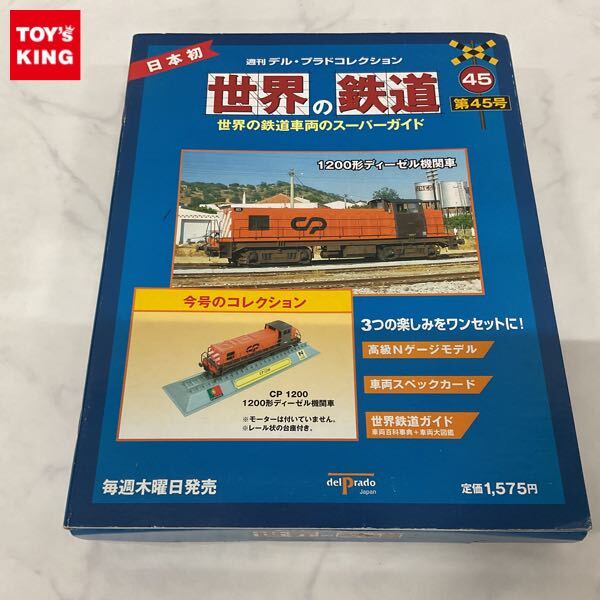 TOY's
KING
日本初
週刊 デル・プラドコレクション
世界の鉄道
世界の鉄道車両のスーパーガイド
45
第45号
1200形ディーゼル機関車
CP
今号のコレクション
CP 1200
1200形ディーゼル機関車
※モーターは付いていません。
※レール状の台座付き。
3つの楽しみをワンセットに!
高級Nゲージモデル
車両スペックカード
世界鉄道ガイド
車両百科事典+車両大図鑑
毎週木曜日発売
delPrado
Japan
定価1,575円